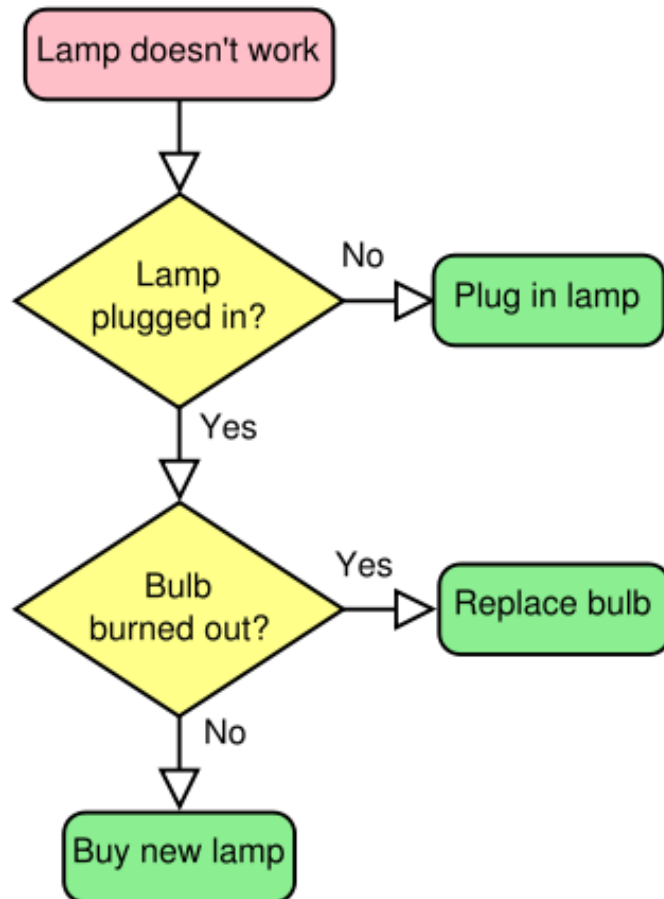 Lamp doesn't work
Lamp
plugged in?
No
Plug in lamp
Yes
Bulb
burned out?
Yes
Replace bulb
No
Buy new lamp